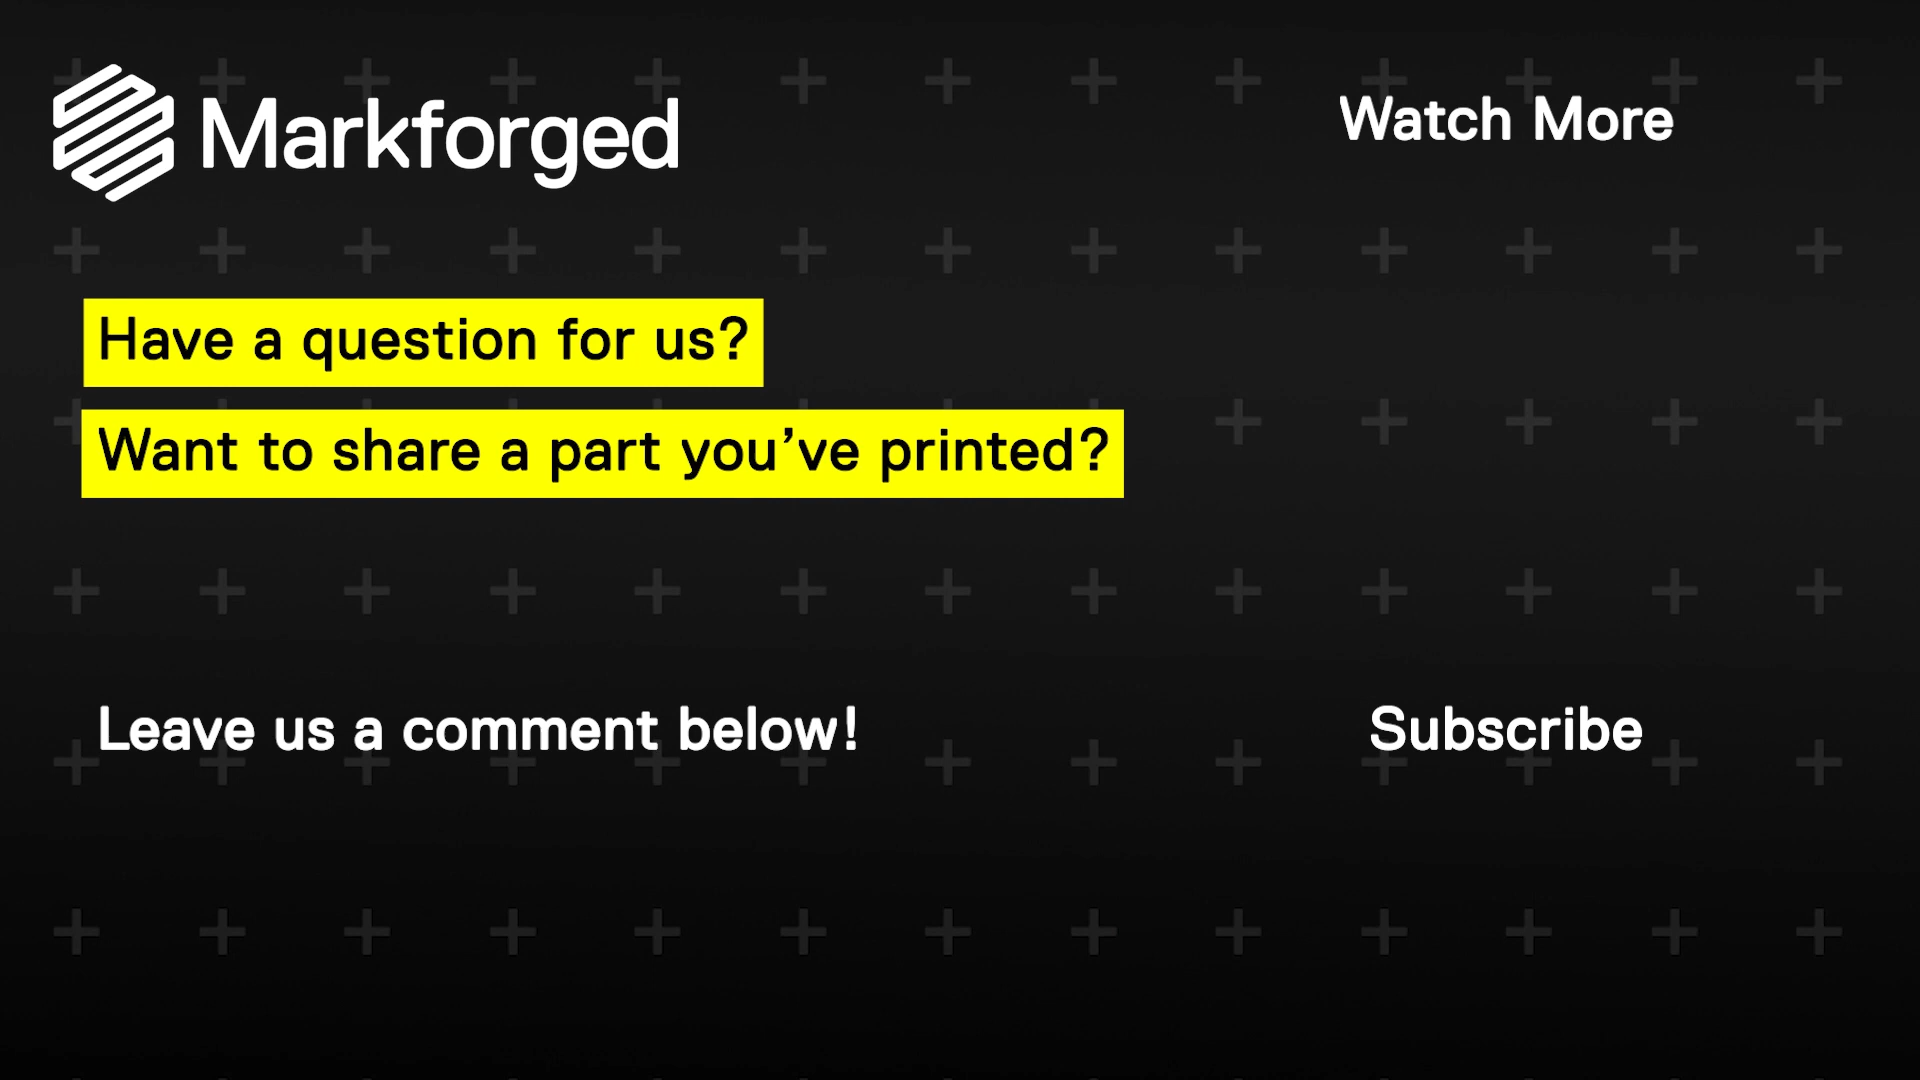 Markforged
Watch More
Have a question for us?
Want to share a part you’ve printed?
Leave us a comment below!
Subscribe